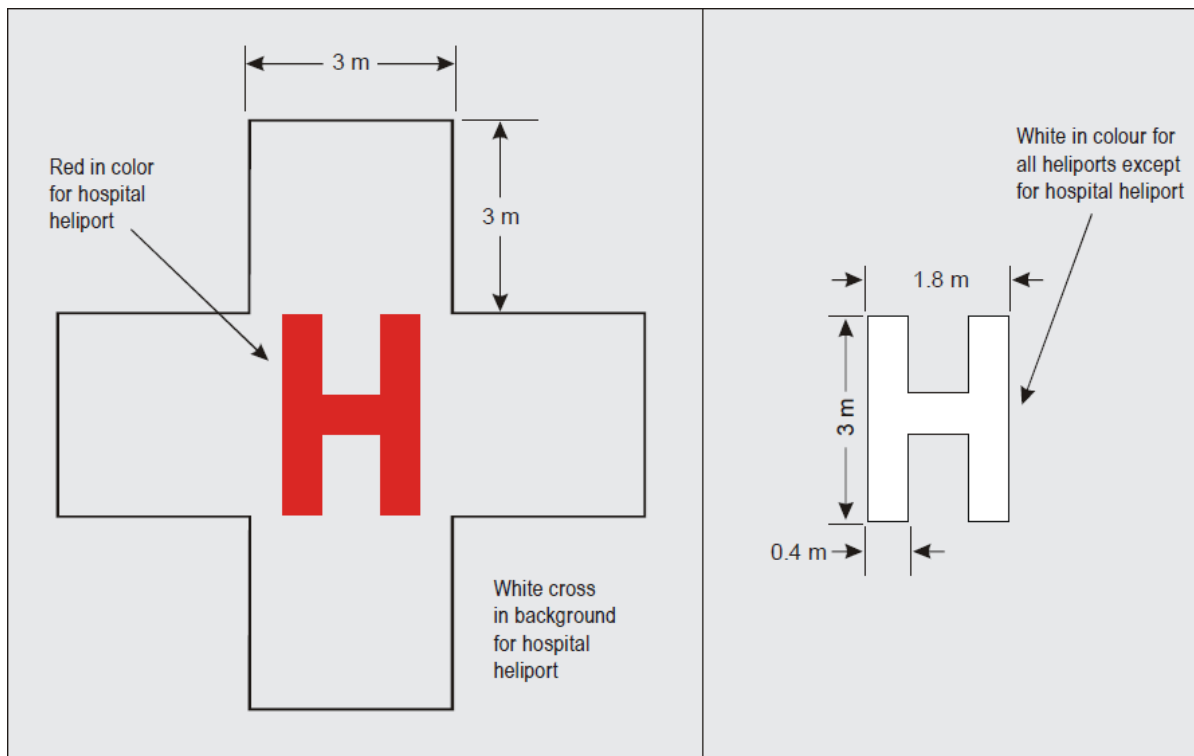 3 m
Red in color
for hospital
heliport
3 m
H
White cross
in background
for hospital
heliport
White in colour for
all heliports except
for hospital heliport
1.8 m
3 m
H
0.4 m